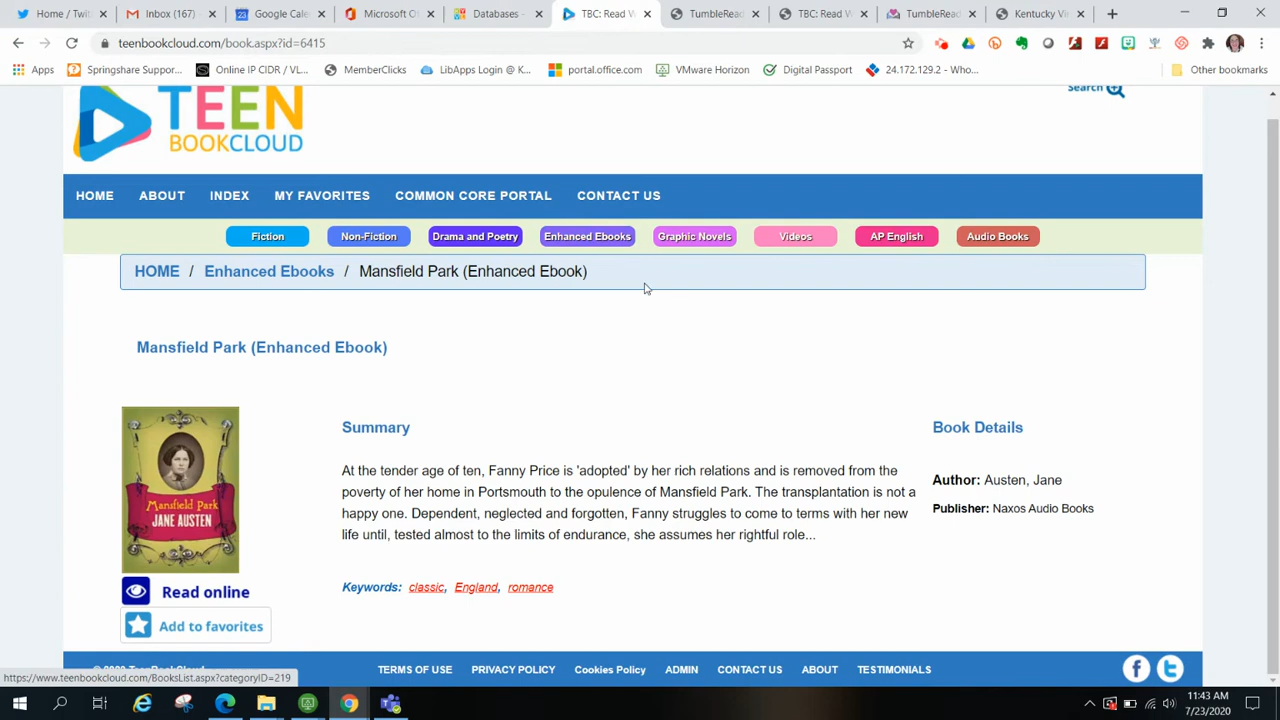 Home / Twi
Inbox (167)
Google Cale
Microsoft O
Databases -
TBC: Read W
TumbleRead
TBC: Read W
TumbleRead
Kentucky Vi
teenbookcloud.com/book.aspx?id=6415
Apps
Springshare Suppor...
Online IP CIDR / VL...
MemberClicks
LibApps Login @ K...
portal.office.com
VMware Horizon
Digital Passport
24.172.129.2 - Who...
Other bookmarks
Search
TEEN
BOOKCLOUD
HOME ABOUT INDEX MY FAVORITES COMMON CORE PORTAL CONTACT US
Fiction Non-Fiction Drama and Poetry Enhanced Ebooks Graphic Novels Videos AP English Audio Books
HOME / Enhanced Ebooks / Mansfield Park (Enhanced Ebook)
Mansfield Park (Enhanced Ebook)
Mansfield Park
JANE AUSTEN
Read online
Add to favorites
Summary
At the tender age of ten, Fanny Price is 'adopted' by her rich relations and is removed from the
poverty of her home in Portsmouth to the opulence of Mansfield Park. The transplantation is not a
happy one. Dependent, neglected and forgotten, Fanny struggles to come to terms with her new
life until, tested almost to the limits of endurance, she assumes her rightful role...
Keywords: classic, England, romance
Book Details
Author: Austen, Jane
Publisher: Naxos Audio Books
TERMS OF USE PRIVACY POLICY Cookies Policy ADMIN CONTACT US ABOUT TESTIMONIALS
https://www.teenbookcloud.com/BooksList.aspx?categoryID=219
11:43 AM
7/23/2020